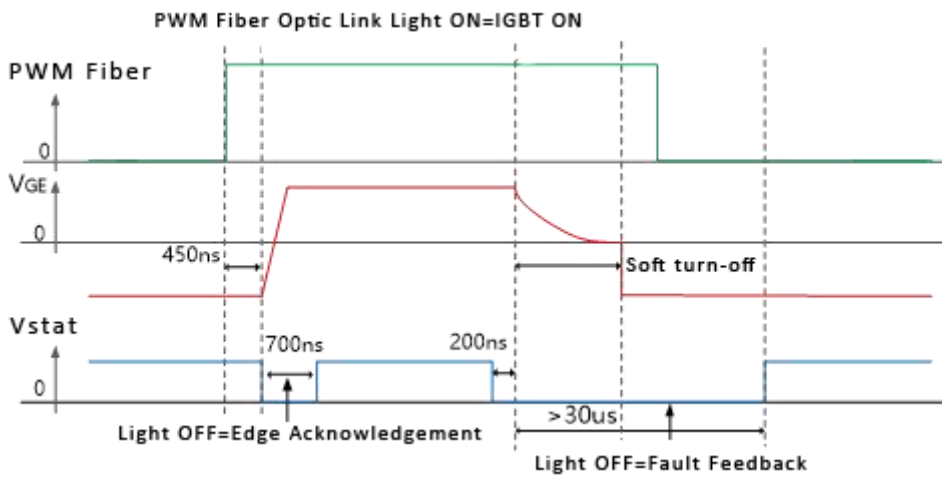 PWM Fiber Optic Link Light ON=IGBT ON
PWM Fiber
0
VGE
0
450ns
Soft turn-off
Vstat
700ns
200ns
0
>30us
Light OFF=Edge Acknowledgement
Light OFF=Fault Feedback